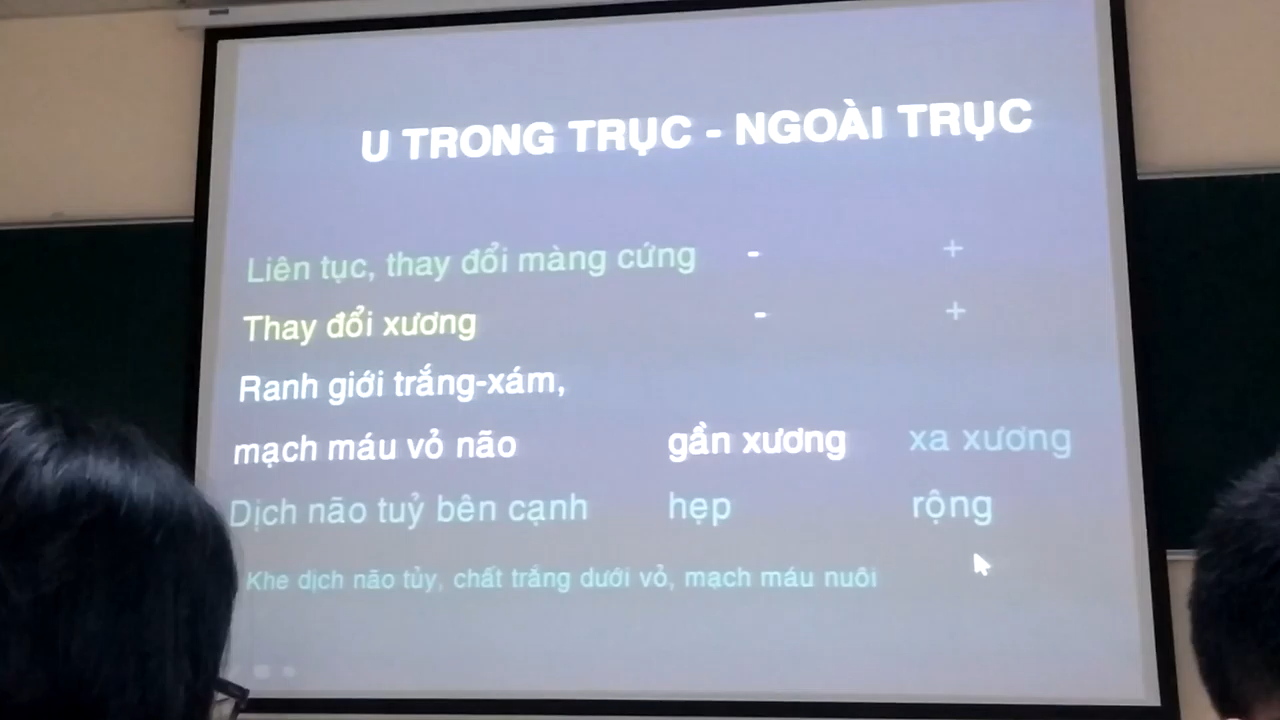 U TRONG TRỤC - NGOÀI TRỤC
Liên tục, thay đổi màng cứng - +
Thay đổi xương - +
Ranh giới trắng-xám,
mạch máu vỏ não gần xương xa xương
Dịch não tuỷ bên cạnh hẹp rộng
Khe dịch não tủy, chất trắng dưới vỏ, mạch máu nuôi